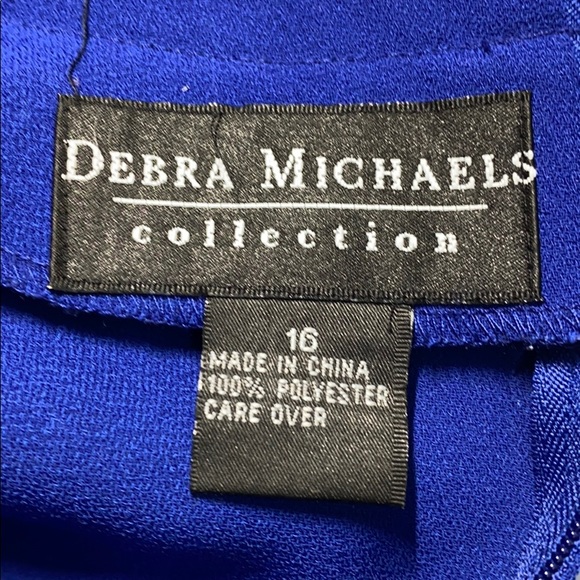 DEBRA MICHAELS
collection
16
MADE IN CHINA
100% POLYESTER
CARE OVER